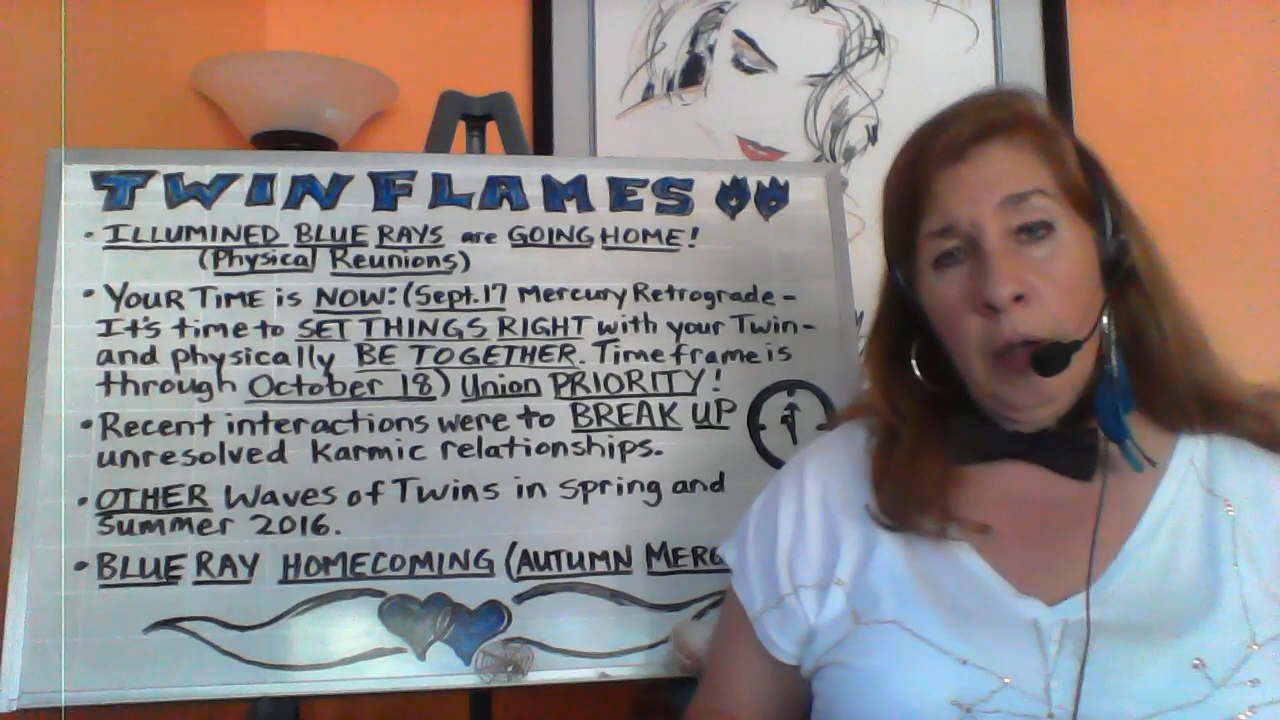 TWIN FLAMES
• ILLUMINED BLUE RAYS are GOING HOME!
(Physical Reunions)
• YOUR TIME is NOW: (Sept. 17 Mercury Retrograde -
It's time to SET THINGS RIGHT with your Twin -
and physically BE TOGETHER. Timeframe is
through October 18) Union PRIORITY!
• Recent interactions were to BREAK UP
unresolved karmic relationships.
• OTHER Waves of Twins in Spring and
Summer 2016.
• BLUE RAY HOMECOMING (AUTUMN